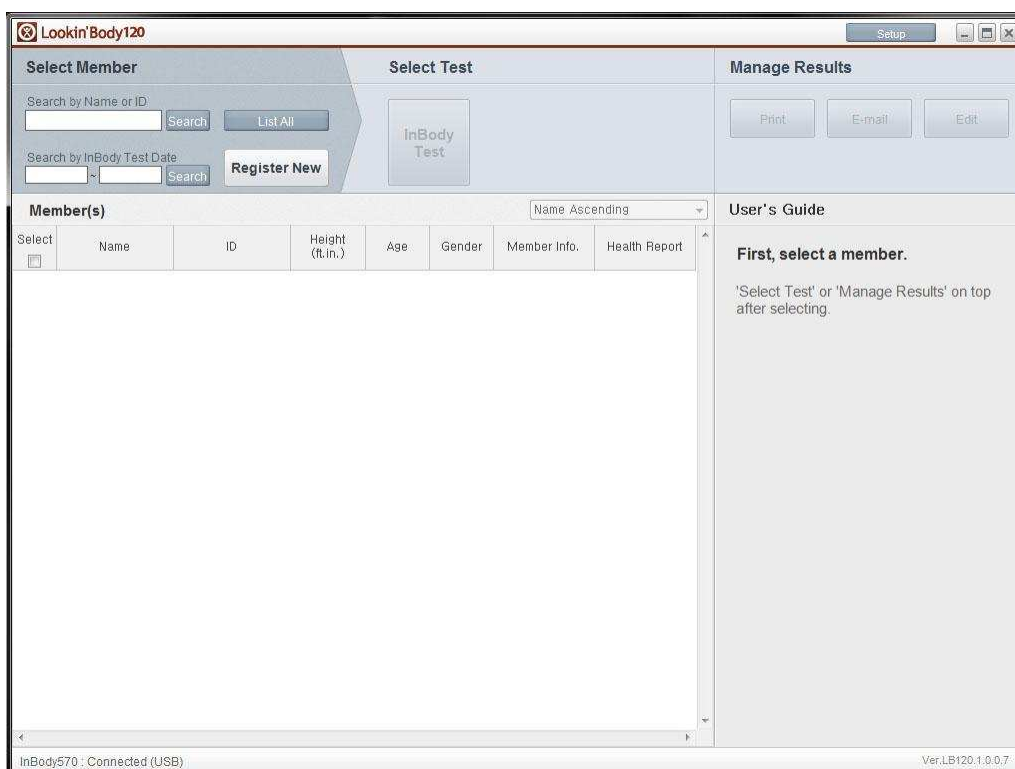 Lookin'Body120
Setup
Select Member
Select Test
Manage Results
Search by Name or ID
Search
List All
InBody
Test
Print
E-mail
Edit
Search by InBody Test Date
~
Search
Register New
Member(s)
Name Ascending
User's Guide
Select
Name
ID
Height
(ft.in.)
Age
Gender
Member Info.
Health Report
First, select a member.
'Select Test' or 'Manage Results' on top
after selecting.
InBody570 : Connected (USB)
Ver.LB120.1.0.0.7